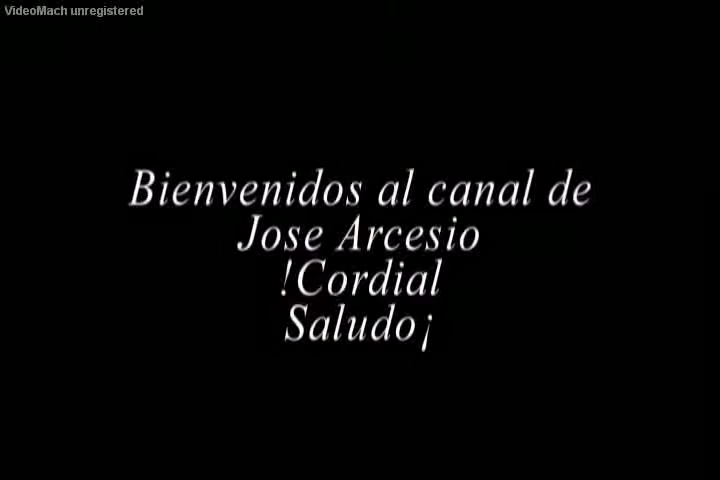 VideoMach unregistered
Bienvenidos al canal de
Jose Arcesio
!Cordial
Saludo¡